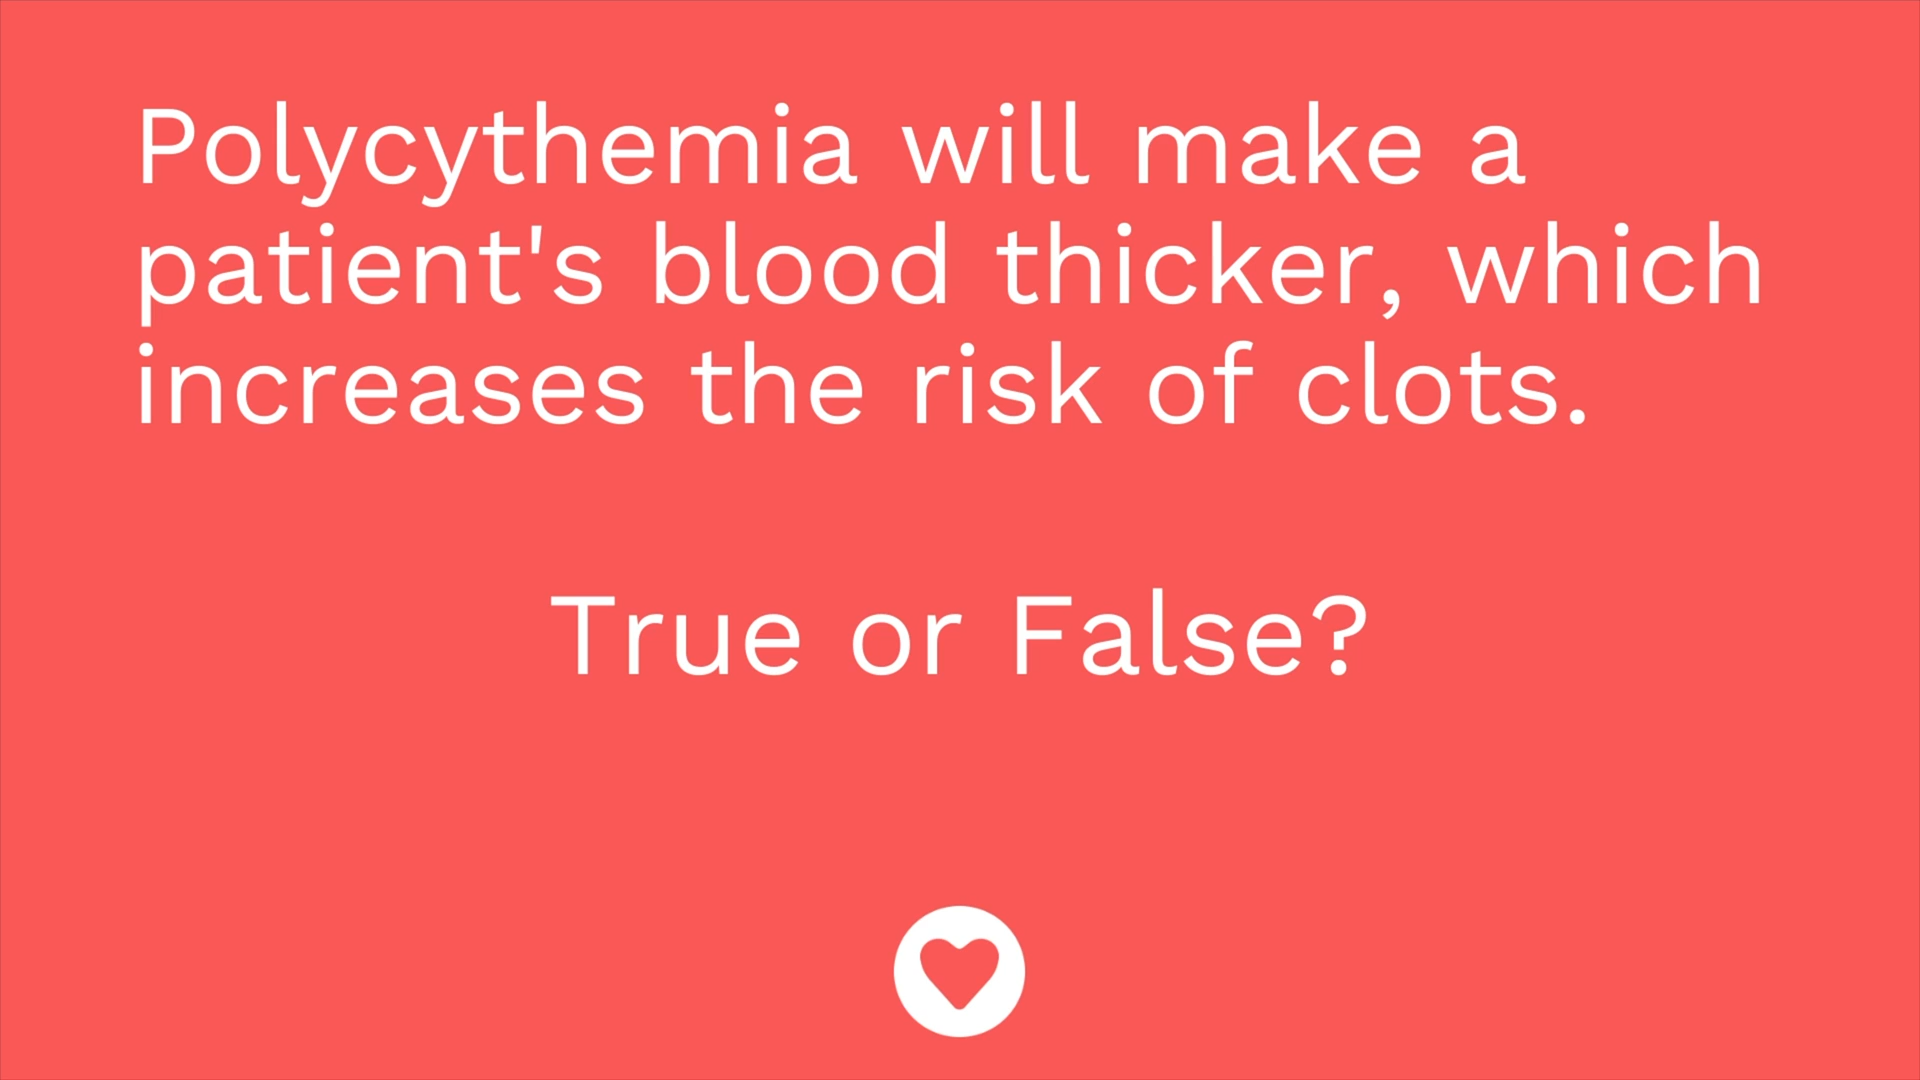 Polycythemia will make a
patient's blood thicker, which
increases the risk of clots.
True or False?